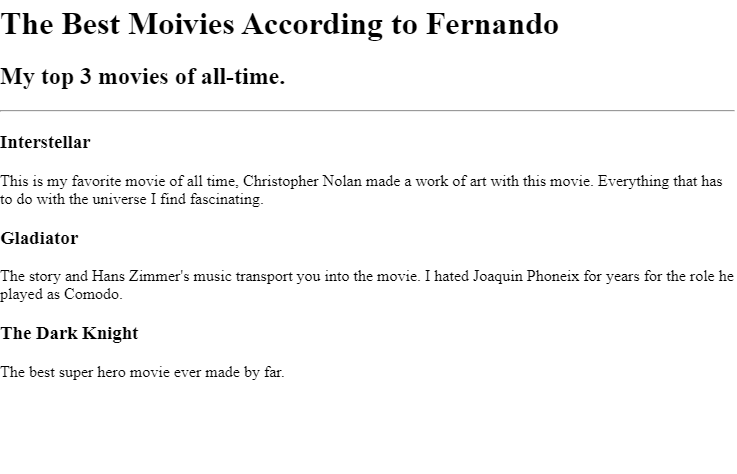 The Best Moivies According to Fernando
My top 3 movies of all-time.
Interstellar
This is my favorite movie of all time, Christopher Nolan made a work of art with this movie. Everything that has
to do with the universe I find fascinating.
Gladiator
The story and Hans Zimmer's music transport you into the movie. I hated Joaquin Phoneix for years for the role he
played as Comodo.
The Dark Knight
The best super hero movie ever made by far.